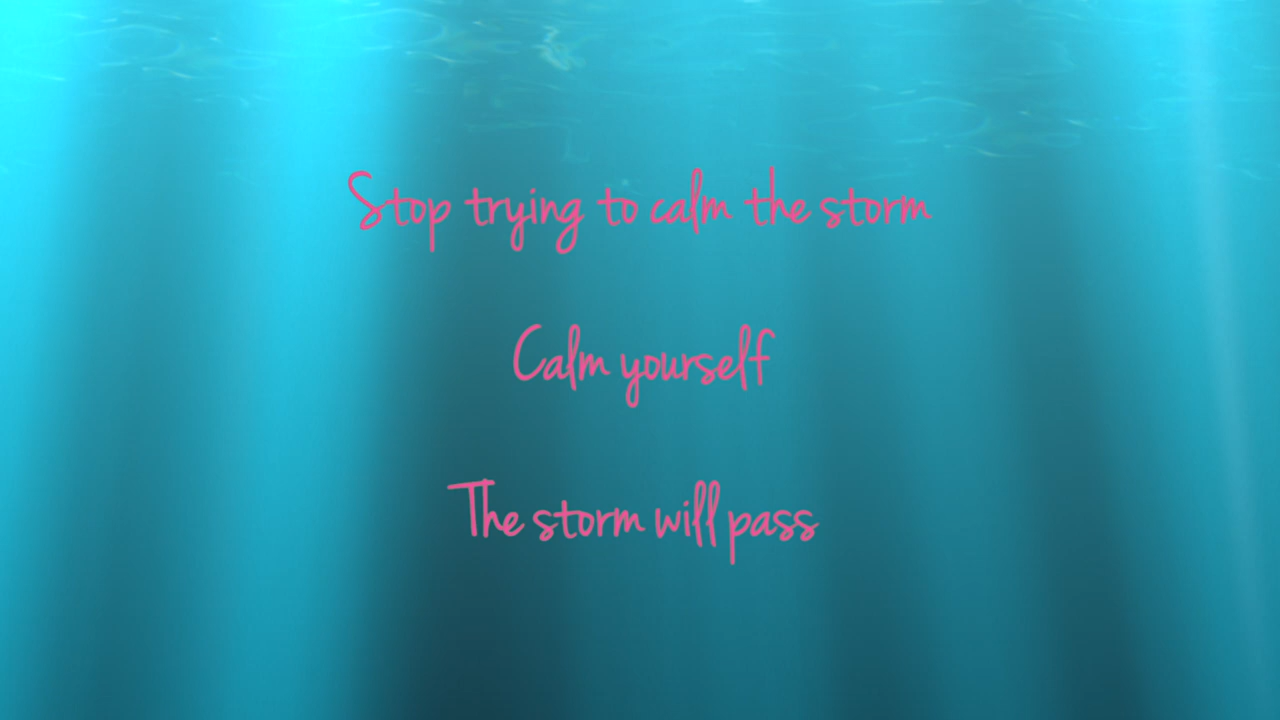 Stop trying to calm the storm
Calm yourself
The storm will pass